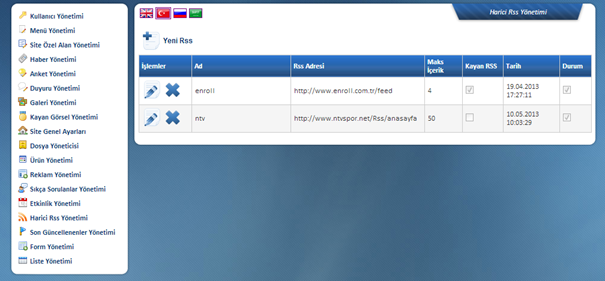 Kullanıcı Yönetimi
Menü Yönetimi
Site Özel Alan Yönetimi
Haber Yönetimi
Anket Yönetimi
Duyuru Yönetimi
Galeri Yönetimi
Kayan Görsel Yönetimi
Site Genel Ayarları
Dosya Yöneticisi
Ürün Yönetimi
Reklam Yönetimi
Sıkça Sorulanlar Yönetimi
Etkinlik Yönetimi
Harici Rss Yönetimi
Son Güncellenenler Yönetimi
Form Yönetimi
Liste Yönetimi
Harici Rss Yönetimi
Yeni Rss
İşlemler Ad Rss Adresi Maks İçerik Kayan RSS Tarih Durum
enroll http://www.enroll.com.tr/feed 4 19.04.2013 17:27:11
ntv http://www.ntvspor.net/Rss/anasayfa 50 10.05.2013 10:03:29